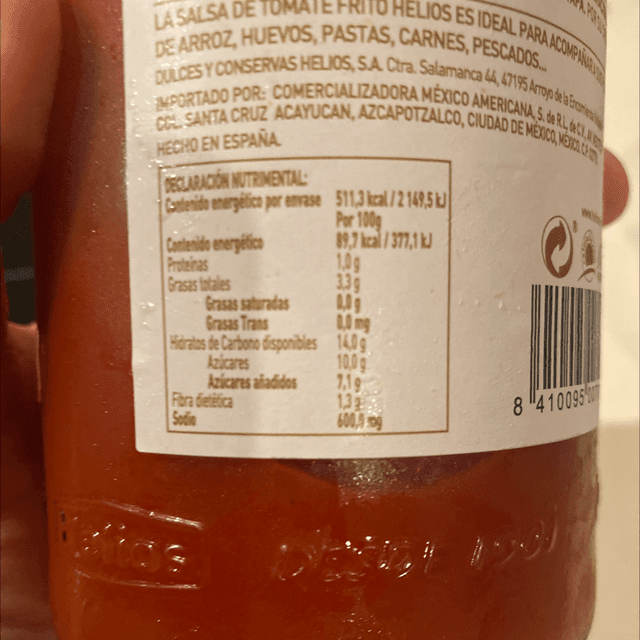 LA SALSA DE TOMATE FRITO HELIOS ES IDEAL PARA ACOMPAÑAR
DE ARROZ, HUEVOS, PASTAS, CARNES, PESCADOS...
DULCES Y CONSERVAS HELIOS, S.A. Ctra. Salamanca 44, 47195 Arroyo de la Encomienda
IMPORTADO POR: COMERCIALIZADORA MÉXICO AMERICANA, S. de R.L. de C.V.
COL. SANTA CRUZ ACAYUCAN, AZCAPOTZALCO, CIUDAD DE MÉXICO, MÉXICO,
HECHO EN ESPAÑA.
DECLARACIÓN NUTRIMENTAL:
Contenido energético por envase 511,3 kcal / 2 149,5 kJ
Por 100g
Contenido energético 89,7 kcal / 377,1 kJ
Proteínas 1,0 g
Grasas totales 3,3 g
Grasas saturadas 0,0 g
Grasas Trans 0,0 mg
Hidratos de Carbono disponibles 14,0 g
Azúcares 10,0 g
Azúcares añadidos 7,1 g
Fibra dietética 1,3 g
Sodio 600,0 mg
8 410095
Helios DESDE 1901